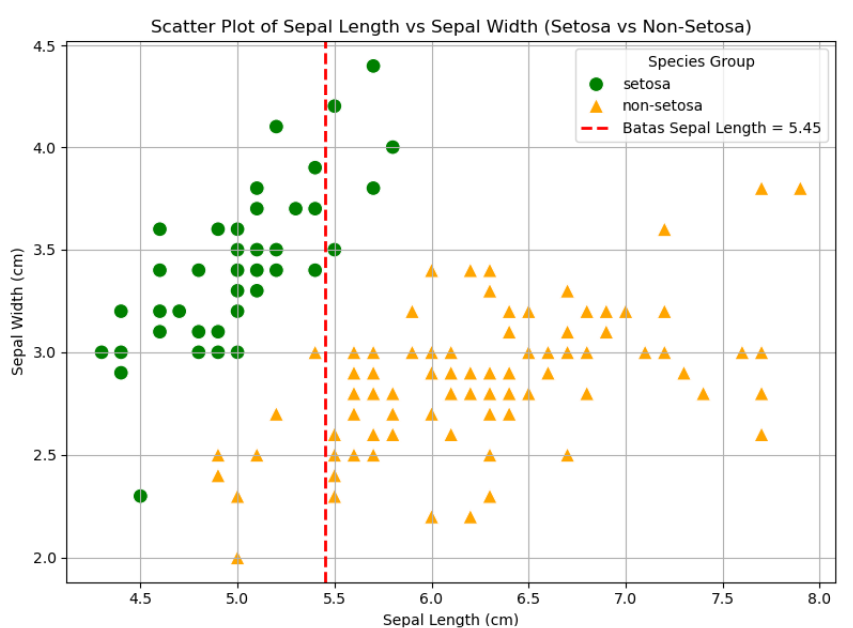 Scatter Plot of Sepal Length vs Sepal Width (Setosa vs Non-Setosa)
Species Group
setosa
non-setosa
Batas Sepal Length = 5.45
Sepal Width (cm)
4.5
4.0
3.5
3.0
2.5
2.0
4.5 5.0 5.5 6.0 6.5 7.0 7.5 8.0
Sepal Length (cm)